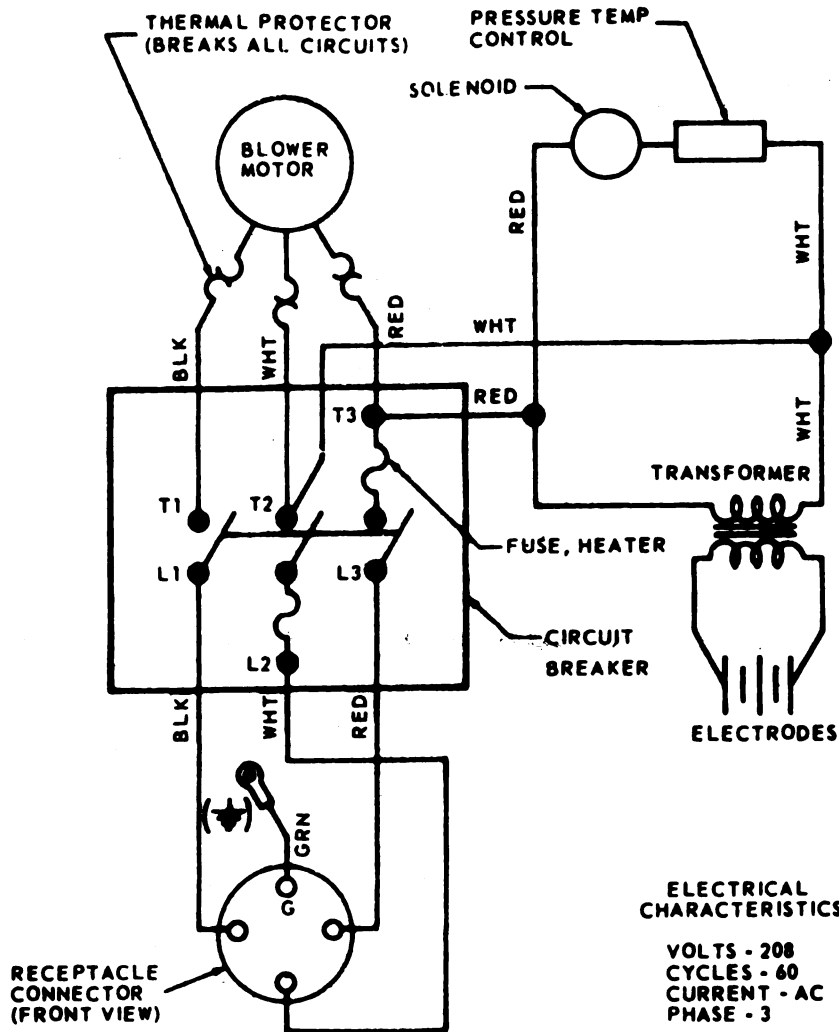 THERMAL PROTECTOR
(BREAKS ALL CIRCUITS)
PRESSURE TEMP
CONTROL
SOLENOID
BLOWER
MOTOR
RED
WHT
BLK
WHT
RED
WHT
RED
WHT
T3
TRANSFORMER
T1
T2
FUSE, HEATER
L1
L3
CIRCUIT
BREAKER
L2
ELECTRODES
BLK
WHT
RED
GRN
G
ELECTRICAL
CHARACTERISTICS
VOLTS - 208
CYCLES - 60
CURRENT - AC
PHASE - 3
RECEPTACLE
CONNECTOR
(FRONT VIEW)